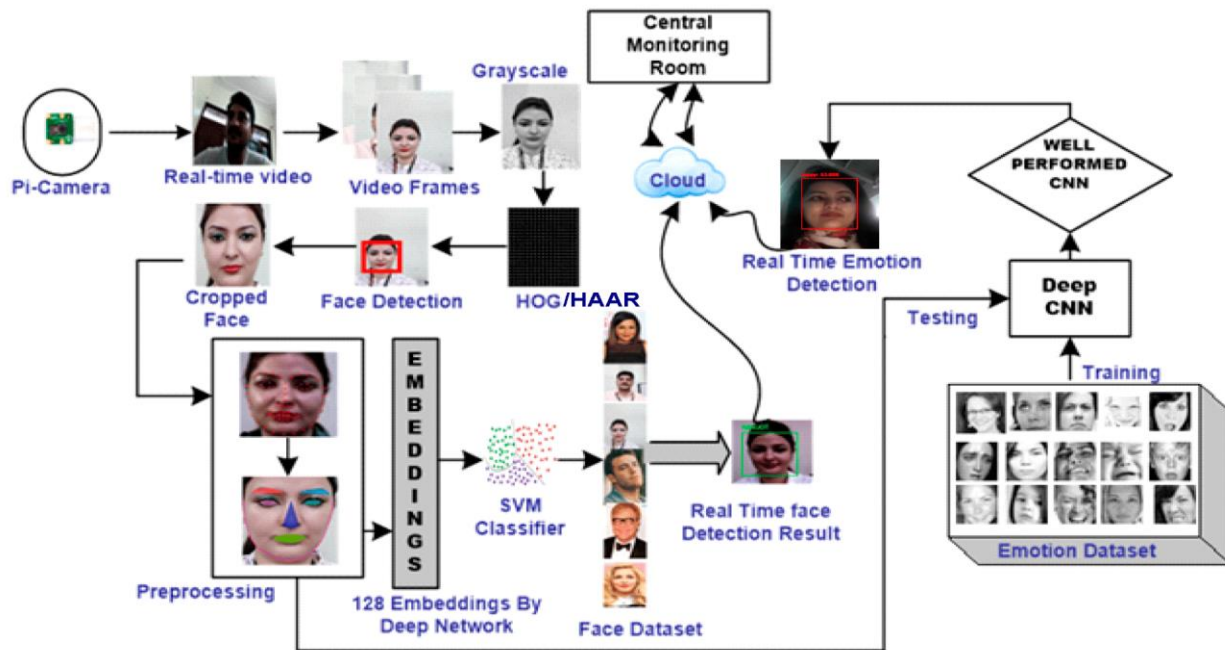 Central
Monitoring
Room
Grayscale
WELL
PERFORMED
CNN
Pi-Camera
Real-time video
Video Frames
Cloud
Real Time Emotion
Detection
Cropped
Face
Face Detection
HOG/HAAR
Testing
Deep
CNN
Training
EMBEDDINGS
SVM
Classifier
Real Time face
Detection Result
Emotion Dataset
Preprocessing
128 Embeddings By
Deep Network
Face Dataset